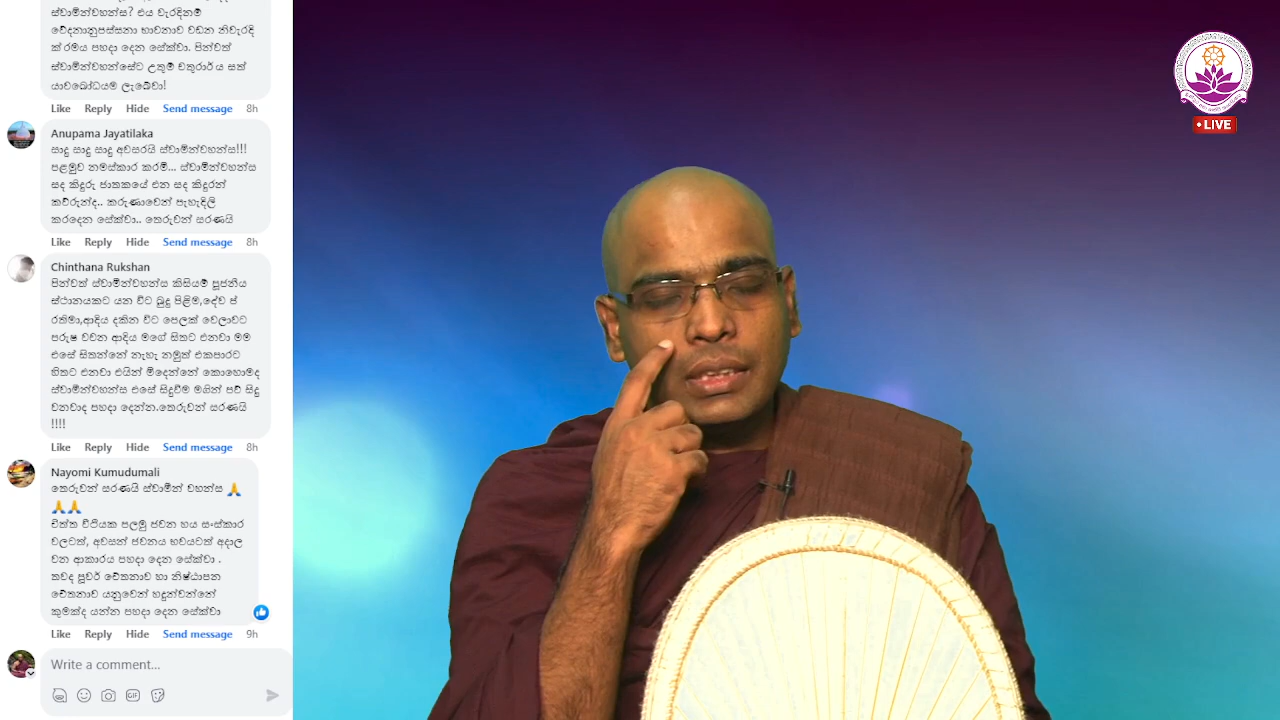 ස්වාමින්වහන්ස? එය වැරදිනම්
වේදනානුපස්සනා භාවනාව වඩන නිවැරදි
ක් රමය පහදා දෙන සේක්වා. පින්වත්
ස්වාමින්වහන්සේට උතුම් චතුරාර්ය සත්
යාවබෝධයම ලැබේවා!
Like Reply Hide Send message 8h
Anupama Jayatilaka
සාදු සාදු සාදු අවසරයි ස්වාමින්වහන්ස!!!
පළමුව නමස්කාර කරමි... ස්වාමින්වහන්ස
සඳ කිඳුරු ජාතකයේ එන සඳ කිඳුරන්
කව්රුන්ද.. කරුණාවෙන් පැහැදිලි
කරදෙන සේක්වා.. තෙරුවන් සරණයි
Like Reply Hide Send message 8h
Chinthana Rukshan
පින්වත් ස්වාමින්වහන්ස කිසියම් පූජනීය
ස්ථානයකට යන විට බුදු පිළිම,දේව ප්
රතිමා,ආදිය දකින විට පෙලක් වෙලාවට
පරුෂ වචන ආදිය මගේ සිතට එනවා මම
එසේ සිතන්නේ නැහැ නමුත් එකපාරට
හිතට එනවා එයින් මිදෙන්නේ කොහොමද
ස්වාමින්වහන්ස එසේ සිදුවීම මඟින් පව් සිදු
වනවාද පහදා දෙන්න.තෙරුවන් සරණයි
!!!!
Like Reply Hide Send message 8h
Nayomi Kumudumali
තෙරුවන් සරණයි ස්වාමින් වහන්ස 🙏
🙏🙏
චිත්ත විථියක පලමු ජවන හය සංස්කාර
වලටත්, අවසන් ජවනය භවයටත් අදාල
වන ආකාරය පහදා දෙන සේක්වා .
තවද පූර්ව චේතනාව හා නිෂ්ඨාපන
චේතනාව යනුවෙන් හදුන්වන්නේ
කුමක්ද යන්න පහදා දෙන සේක්වා
Like Reply Hide Send message 9h
Write a comment...
GIF
• LIVE